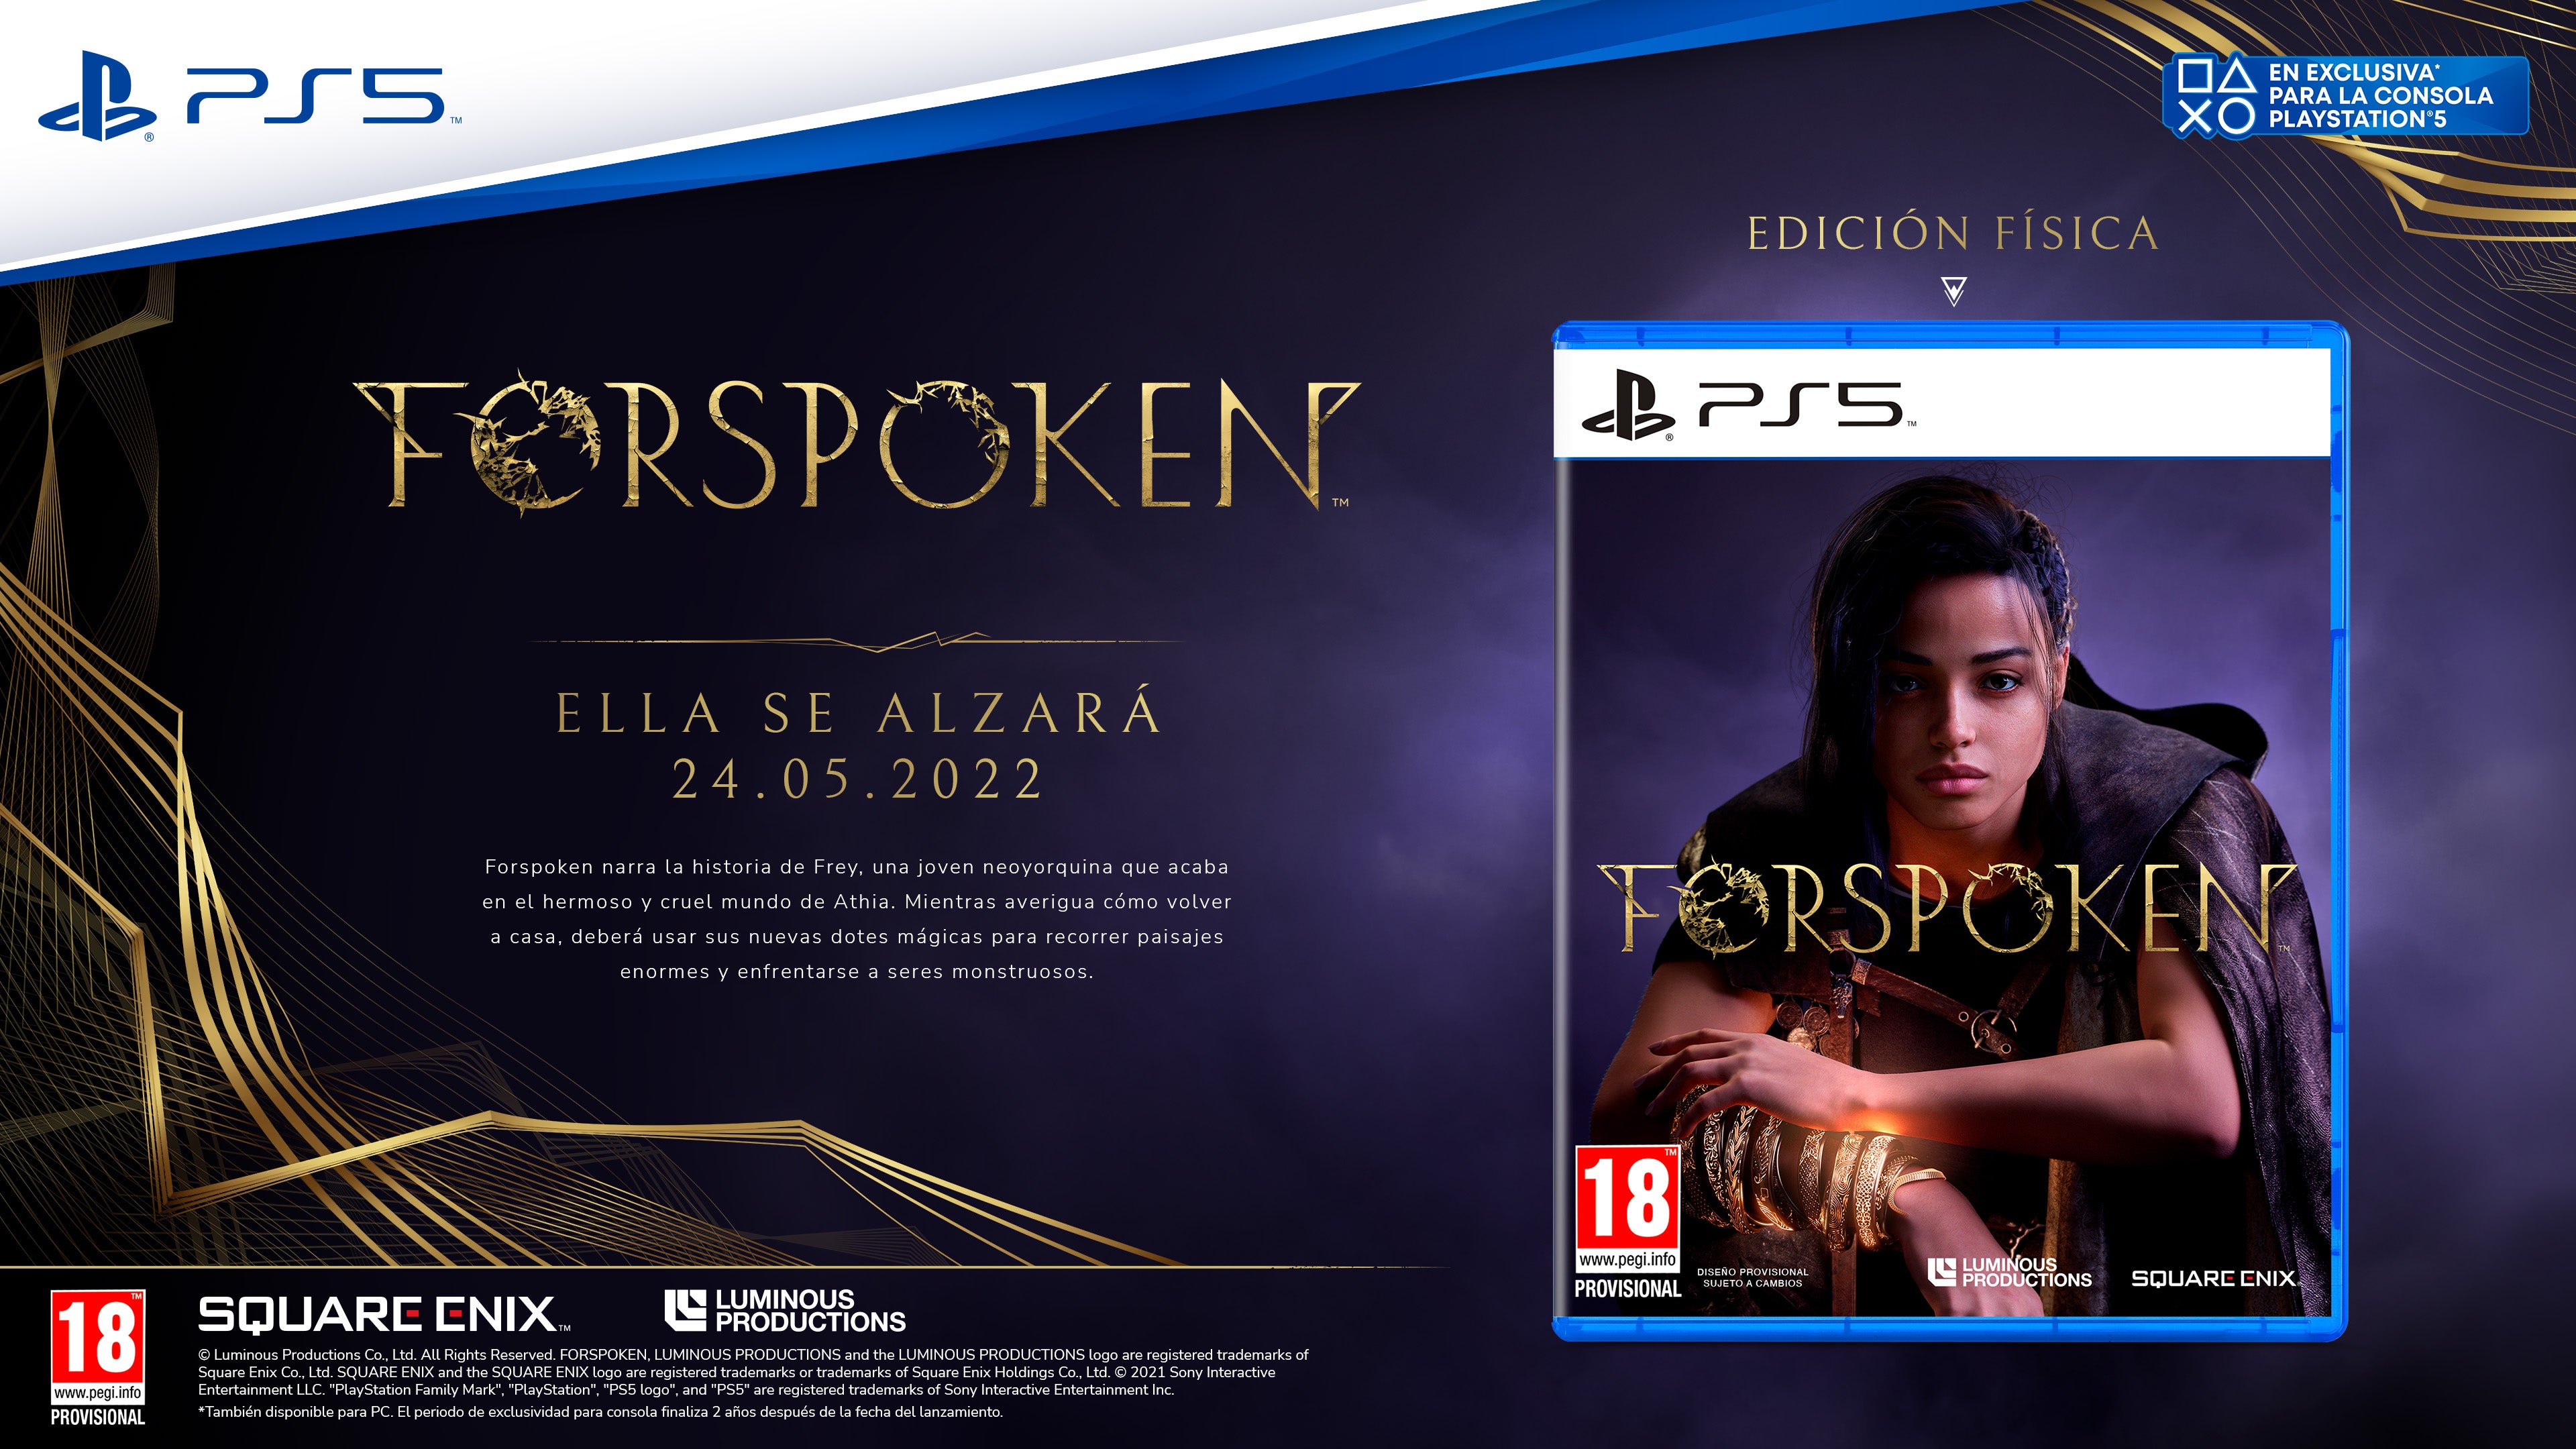 PS5™
EN EXCLUSIVA*
PARA LA CONSOLA
PLAYSTATION®5
EDICIÓN FÍSICA
FORSPOKEN™
ELLA SE ALZARÁ
24.05.2022
Forspoken narra la historia de Frey, una joven neoyorquina que acaba
en el hermoso y cruel mundo de Athia. Mientras averigua cómo volver
a casa, deberá usar sus nuevas dotes mágicas para recorrer paisajes
enormes y enfrentarse a seres monstruosos.
PS5™
FORSPOKEN™
18™
www.pegi.info
PROVISIONAL
DISEÑO PROVISIONAL
SUJETO A CAMBIOS
LUMINOUS
PRODUCTIONS
SQUARE ENIX
18™
www.pegi.info
PROVISIONAL
SQUARE ENIX™
LUMINOUS
PRODUCTIONS
© Luminous Productions Co., Ltd. All Rights Reserved. FORSPOKEN, LUMINOUS PRODUCTIONS and the LUMINOUS PRODUCTIONS logo are registered trademarks of
Square Enix Co., Ltd. SQUARE ENIX and the SQUARE ENIX logo are registered trademarks or trademarks of Square Enix Holdings Co., Ltd. © 2021 Sony Interactive
Entertainment LLC. "PlayStation Family Mark", "PlayStation", "PS5 logo", and "PS5" are registered trademarks of Sony Interactive Entertainment Inc.
*También disponible para PC. El periodo de exclusividad para consola finaliza 2 años después de la fecha del lanzamiento.